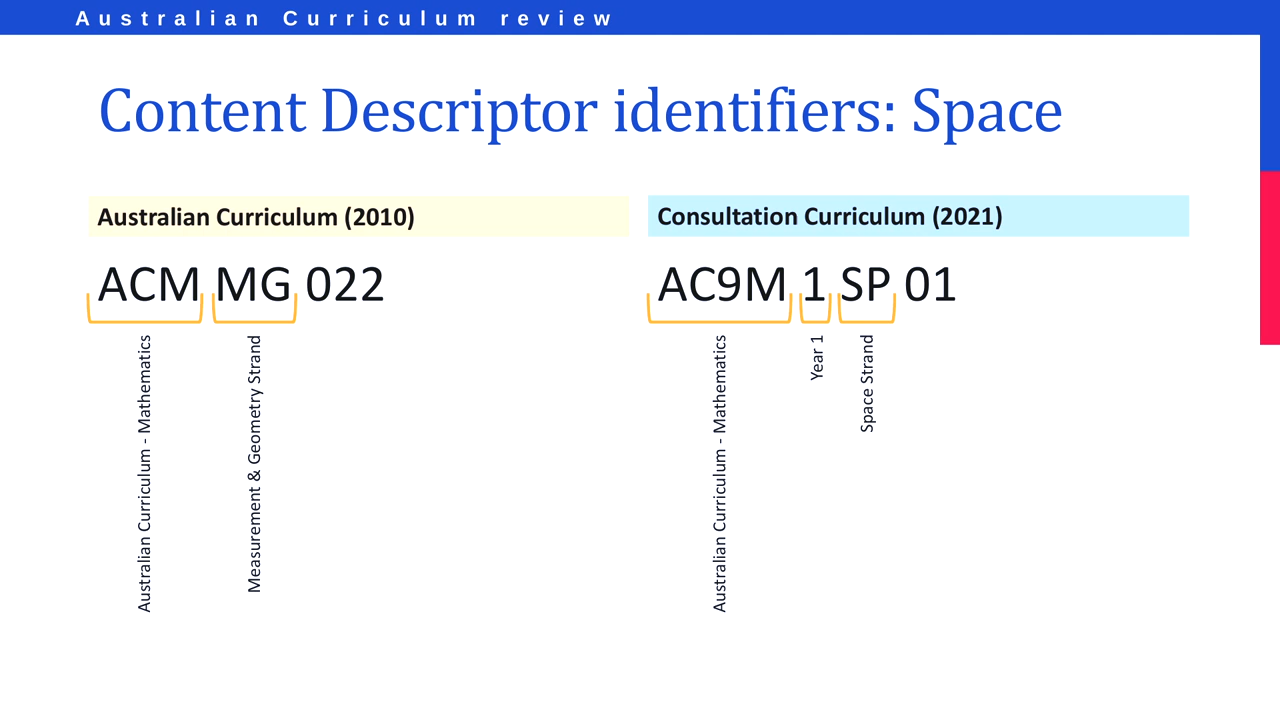 Australian Curriculum review
Content Descriptor identifiers: Space
Australian Curriculum (2010)
ACM MG 022
Australian Curriculum - Mathematics
Measurement & Geometry Strand
Consultation Curriculum (2021)
AC9M 1 SP 01
Australian Curriculum - Mathematics
Year 1
Space Strand